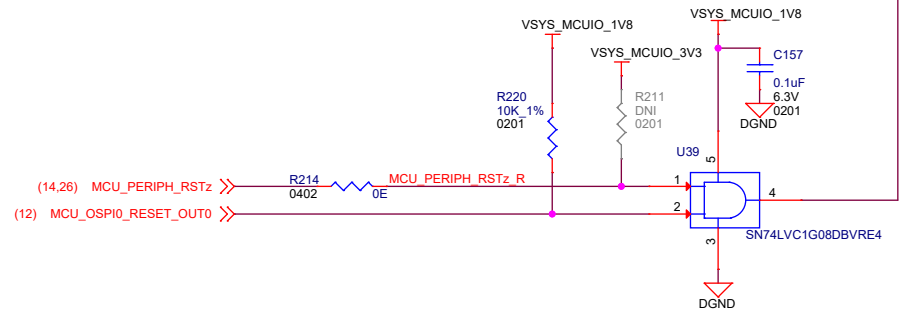 VSYS_MCUIO_1V8
VSYS_MCUIO_1V8
VSYS_MCUIO_3V3
C157
0.1uF
6.3V
0201
DGND
R220
10K_1%
0201
R211
DNI
0201
U39
5
(14,26) MCU_PERIPH_RSTz
R214
0402
0E
MCU_PERIPH_RSTz_R
1
4
(12) MCU_OSPI0_RESET_OUT0
2
SN74LVC1G08DBVRE4
3
DGND